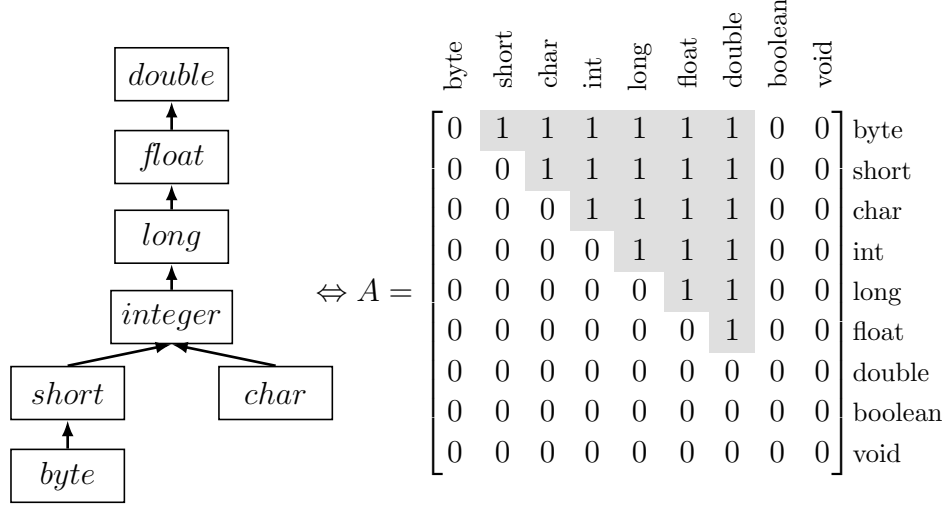 double
float
long
integer
short char
byte
⇔ A =
byte short char int long float double boolean void
0 1 1 1 1 1 1 0 0 byte
0 0 1 1 1 1 1 0 0 short
0 0 0 1 1 1 1 0 0 char
0 0 0 0 1 1 1 0 0 int
0 0 0 0 0 1 1 0 0 long
0 0 0 0 0 0 1 0 0 float
0 0 0 0 0 0 0 0 0 double
0 0 0 0 0 0 0 0 0 boolean
0 0 0 0 0 0 0 0 0 void